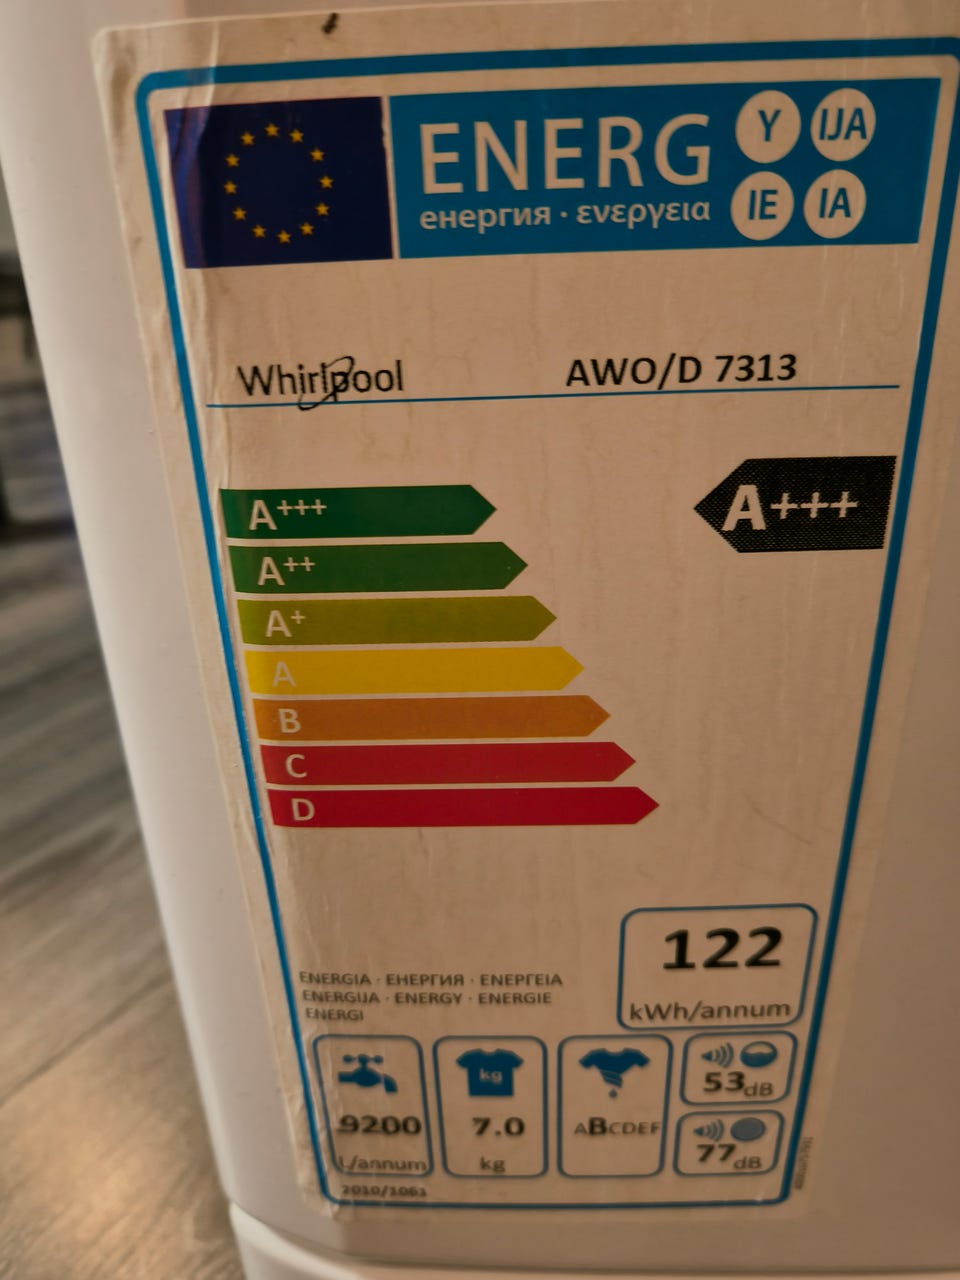 ENERG
енергия · ενεργεια
Y IJA
IE IA
Whirlpool AWO/D 7313
A+++
A+++
A++
A+
A
B
C
D
122
kWh/annum
ENERGIA · ЕНЕРГИЯ · ΕΝΕΡΓΕΙΑ
ENERGIJA · ENERGY · ENERGIE
ENERGI
9200
L/annum
kg
7.0
kg
ABCDEF
53dB
77dB
2010/1061